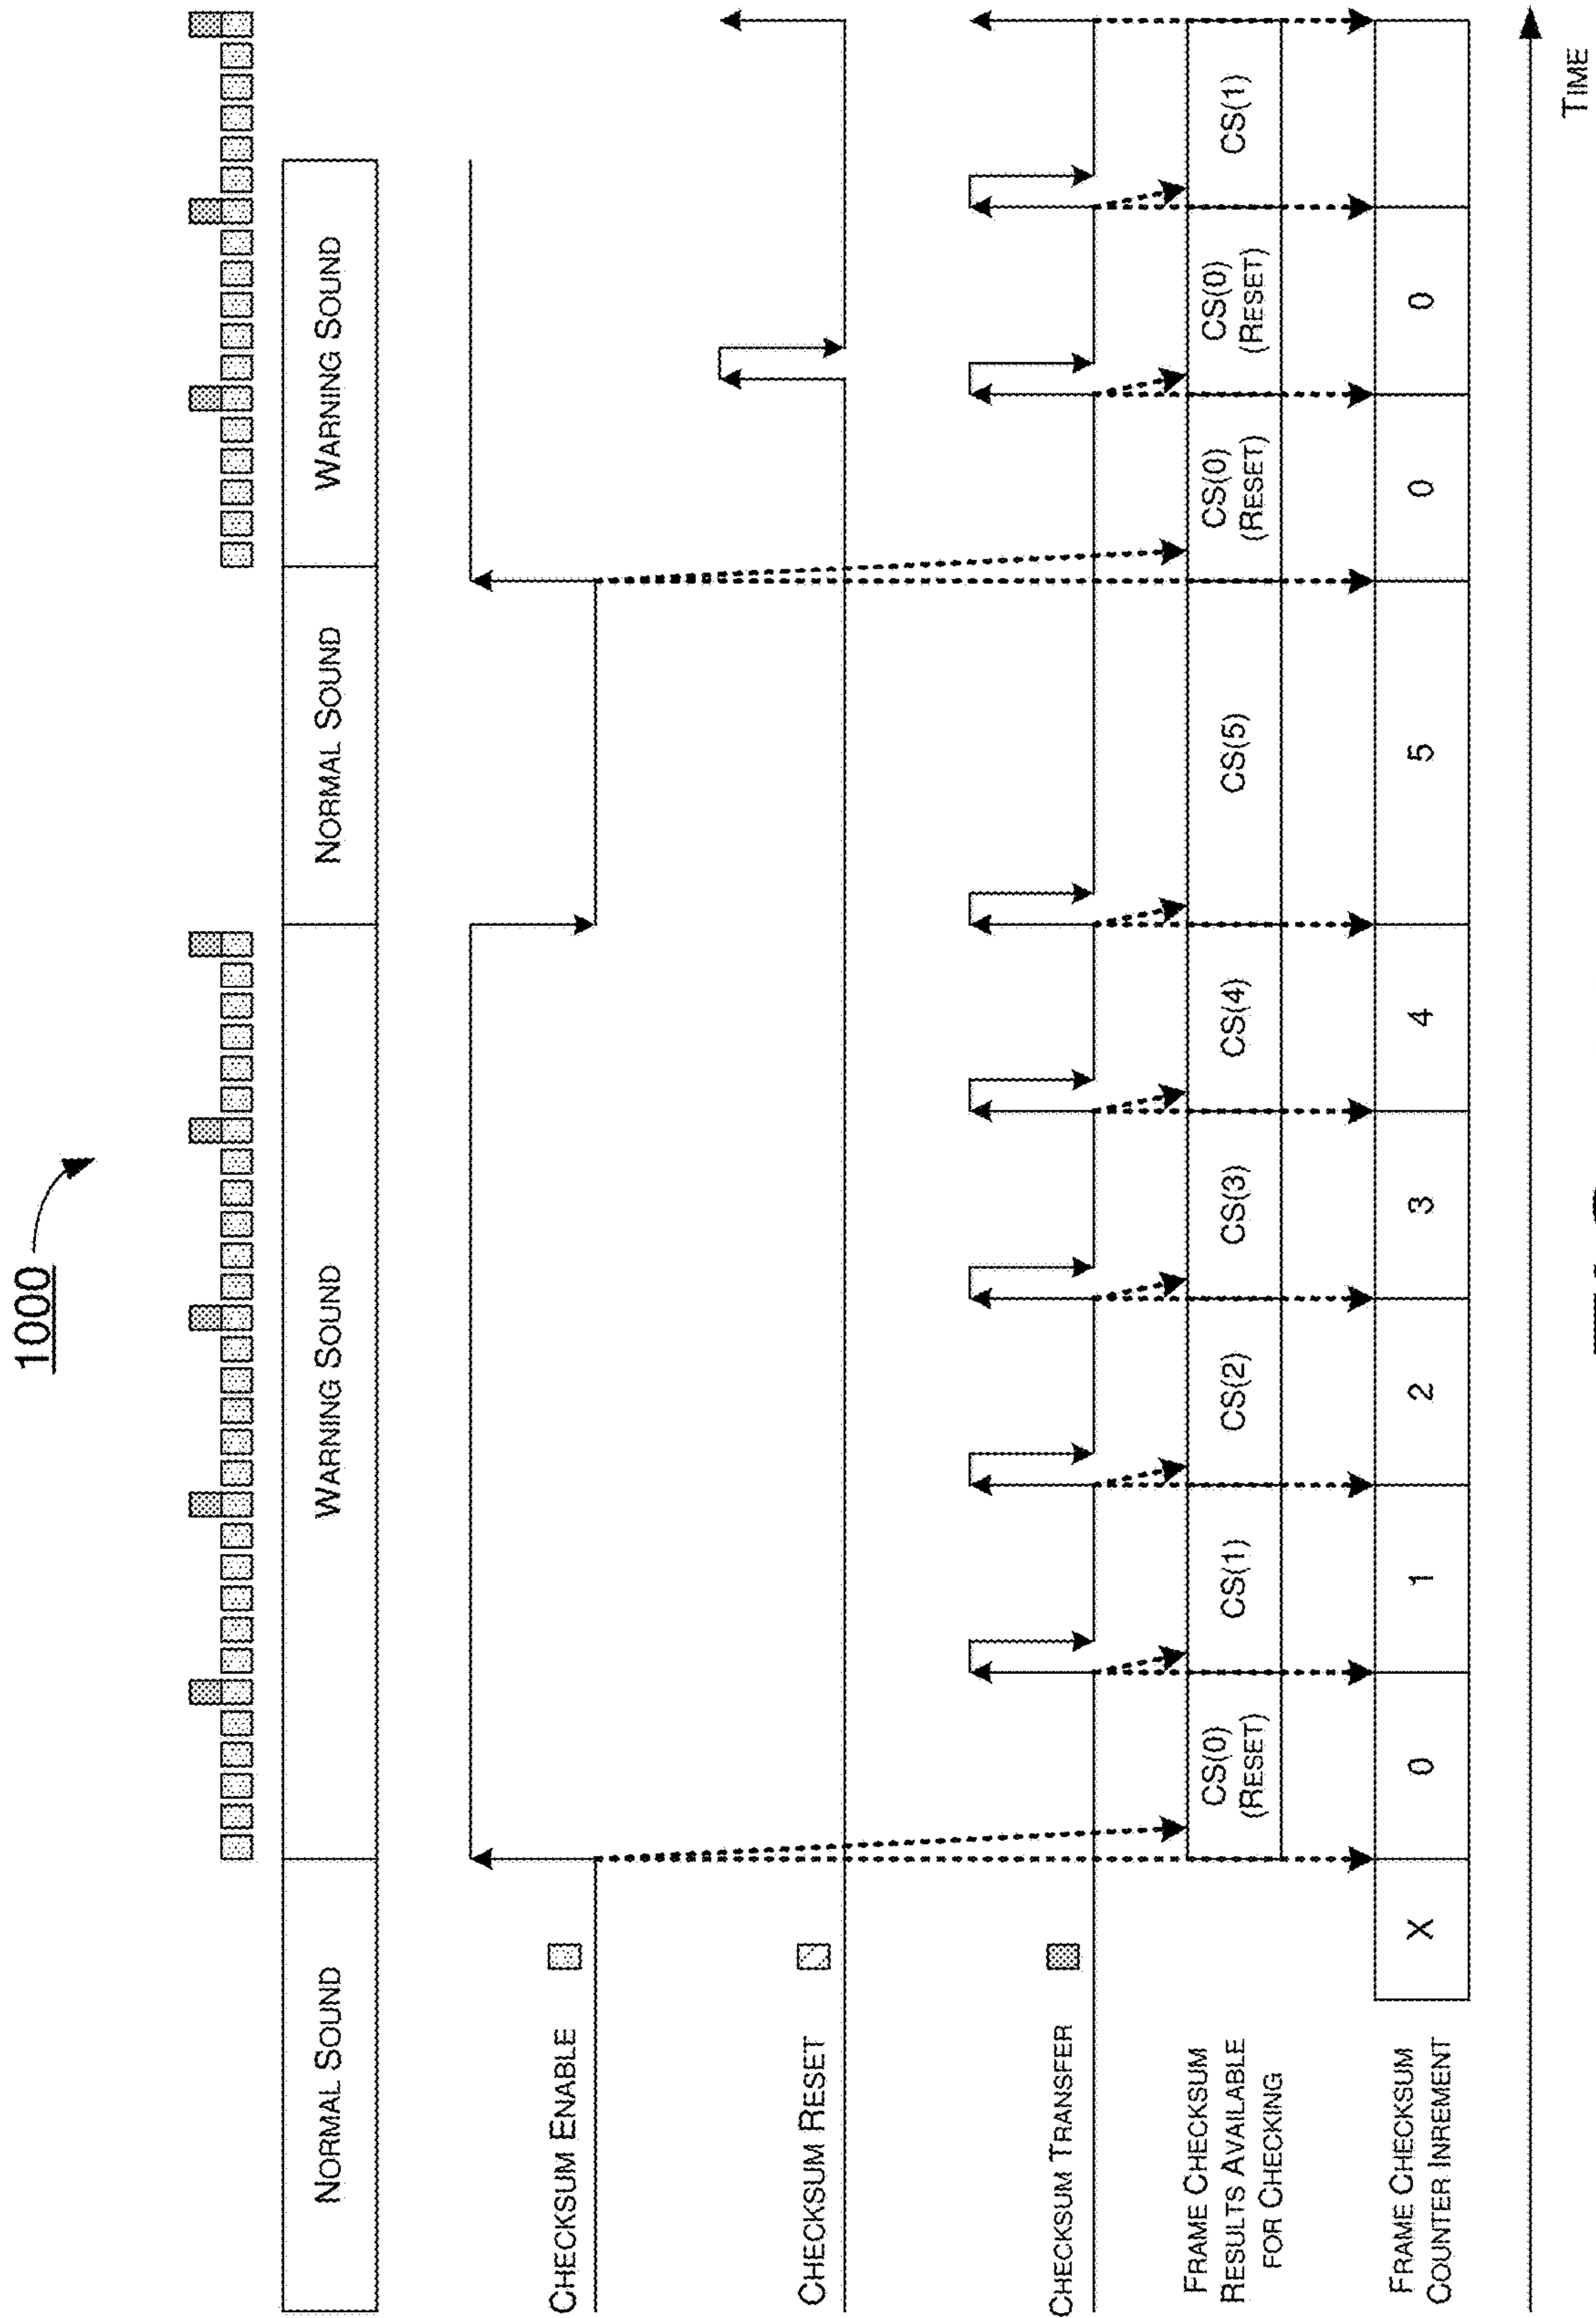 1000
NORMAL SOUND
WARNING SOUND
NORMAL SOUND
WARNING SOUND
CHECKSUM ENABLE
CHECKSUM RESET
CHECKSUM TRANSFER
FRAME CHECKSUM
RESULTS AVAILABLE
FOR CHECKING
CS(0)
(RESET)
CS(1)
CS(2)
CS(3)
CS(4)
CS(5)
CS(0)
(RESET)
CS(0)
(RESET)
CS(1)
FRAME CHECKSUM
COUNTER INREMENT
X
0
1
2
3
4
5
0
0
TIME